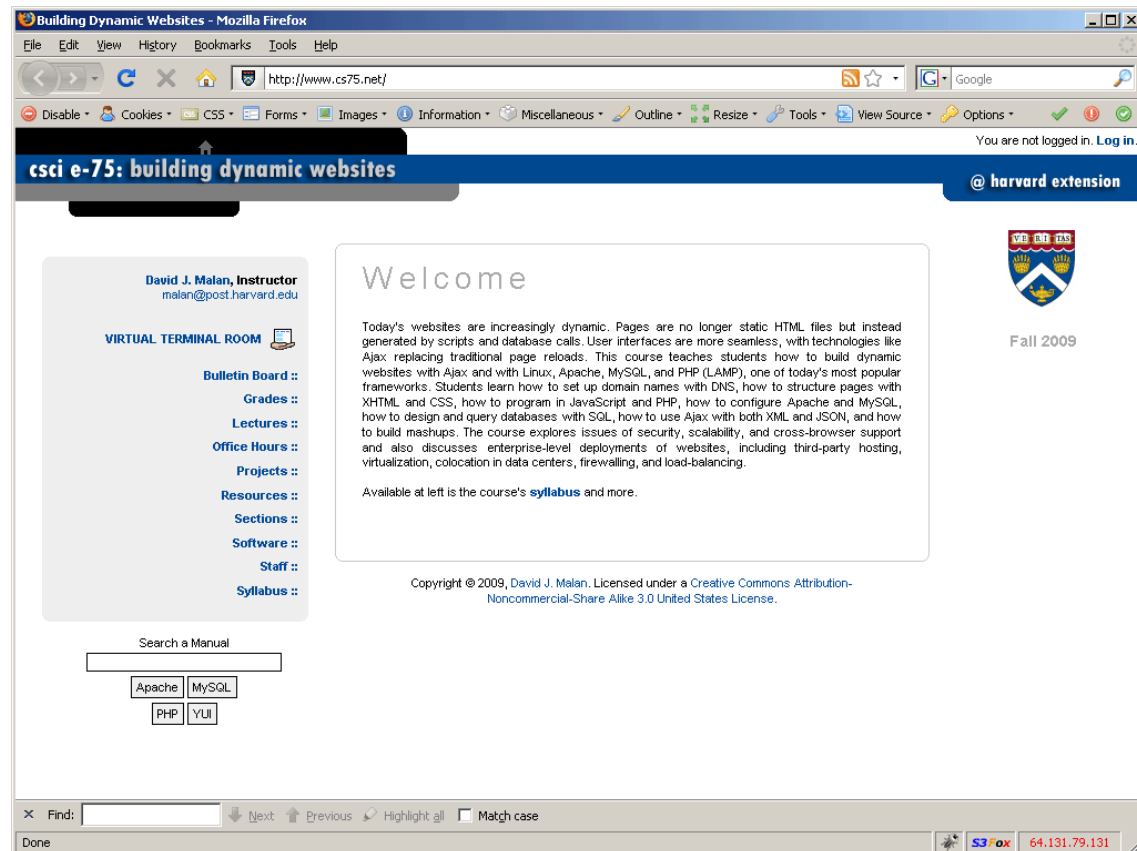 Building Dynamic Websites - Mozilla Firefox
File Edit View History Bookmarks Tools Help
http://www.cs75.net/ G Google
Disable Cookies CSS Forms Images Information Miscellaneous Outline Resize Tools View Source Options
You are not logged in. Log in.
csci e-75: building dynamic websites
@ harvard extension
VE RI TAS
Fall 2009
David J. Malan, Instructor
malan@post.harvard.edu
VIRTUAL TERMINAL ROOM
Bulletin Board ::
Grades ::
Lectures ::
Office Hours ::
Projects ::
Resources ::
Sections ::
Software ::
Staff ::
Syllabus ::
Search a Manual
Apache MySQL
PHP YUI
Welcome
Today's websites are increasingly dynamic. Pages are no longer static HTML files but instead
generated by scripts and database calls. User interfaces are more seamless, with technologies like
Ajax replacing traditional page reloads. This course teaches students how to build dynamic
websites with Ajax and with Linux, Apache, MySQL, and PHP (LAMP), one of today's most popular
frameworks. Students learn how to set up domain names with DNS, how to structure pages with
XHTML and CSS, how to program in JavaScript and PHP, how to configure Apache and MySQL,
how to design and query databases with SQL, how to use Ajax with both XML and JSON, and how
to build mashups. The course explores issues of security, scalability, and cross-browser support
and also discusses enterprise-level deployments of websites, including third-party hosting,
virtualization, colocation in data centers, firewalling, and load-balancing.
Available at left is the course's syllabus and more.
Copyright © 2009, David J. Malan. Licensed under a Creative Commons Attribution-
Noncommercial-Share Alike 3.0 United States License.
Find: Next Previous Highlight all Match case
Done S3Fox 64.131.79.131